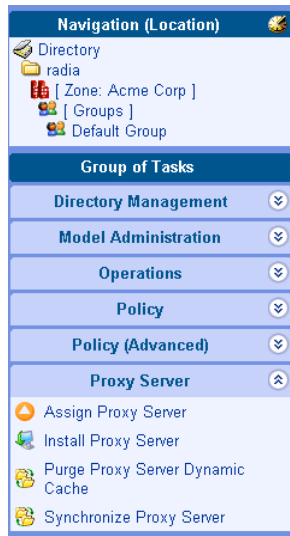 Navigation (Location)
Directory
radia
[ Zone: Acme Corp ]
[ Groups ]
Default Group
Group of Tasks
Directory Management
Model Administration
Operations
Policy
Policy (Advanced)
Proxy Server
Assign Proxy Server
Install Proxy Server
Purge Proxy Server Dynamic
Cache
Synchronize Proxy Server